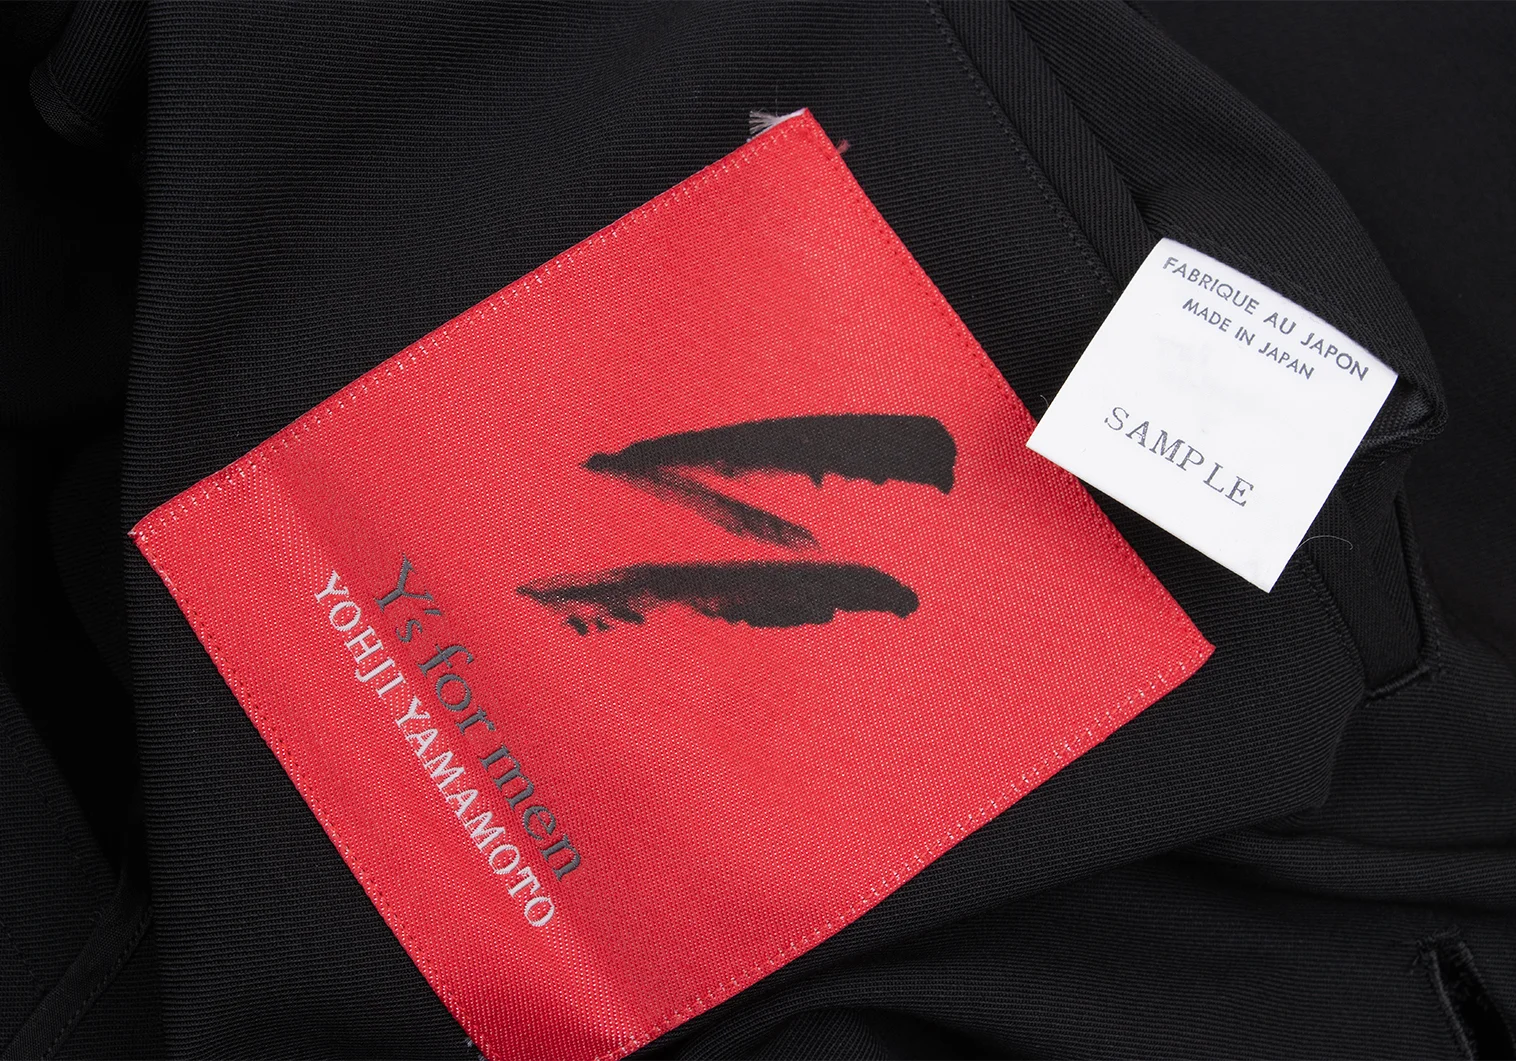 Y's for men
YOHJI YAMAMOTO
FABRIQUE AU JAPON
MADE IN JAPAN
SAMPLE